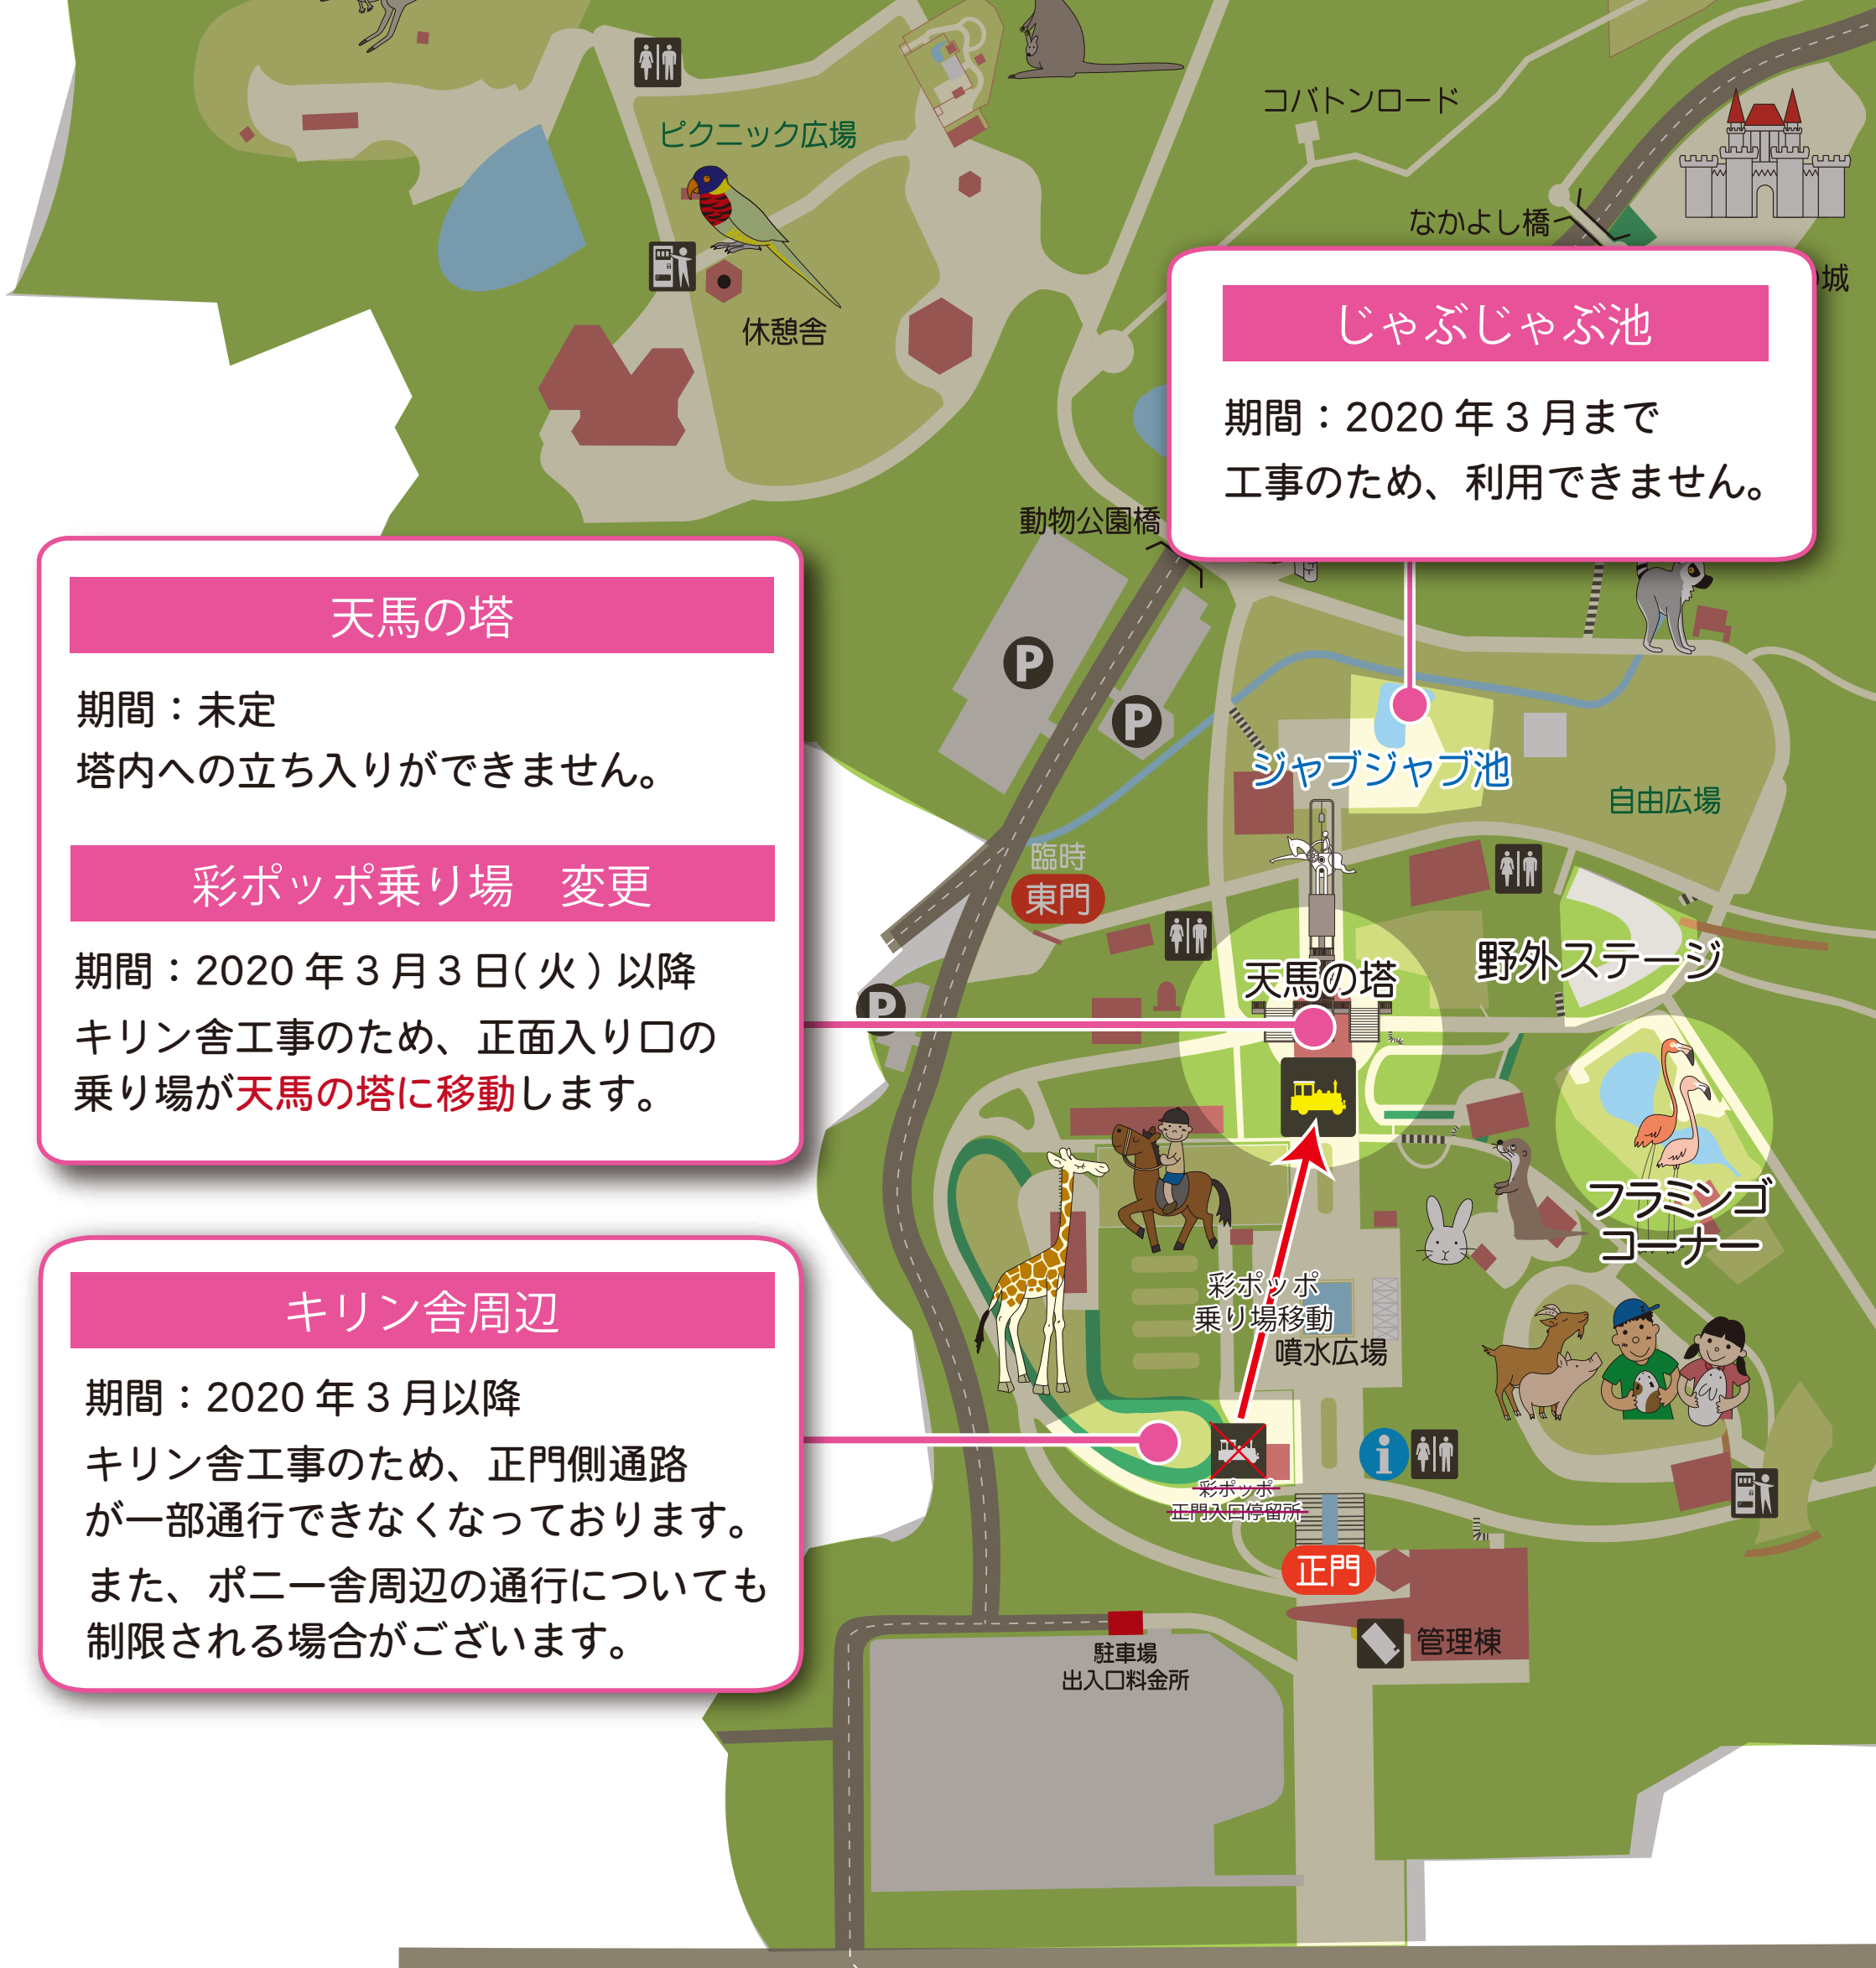 コバトンロード
ピクニック広場
なかよし橋
城
休憩舎
じゃぶじゃぶ池
期間：2020年3月まで
工事のため、利用できません。
動物公園橋
天馬の塔
期間：未定
塔内への立ち入りができません。
彩ポッポ乗り場　変更
期間：2020年3月3日(火)以降
キリン舎工事のため、正面入り口の
乗り場が天馬の塔に移動します。
P
P
ジャブジャブ池
自由広場
臨時
東門
野外ステージ
天馬の塔
P
フラミンゴ
コーナー
キリン舎周辺
期間：2020年3月以降
キリン舎工事のため、正門側通路
が一部通行できなくなっております。
また、ポニー舎周辺の通行についても
制限される場合がございます。
彩ポッポ
乗り場移動
噴水広場
i
彩ポッポ
正門入口停留所
正門
管理棟
駐車場
出入口料金所